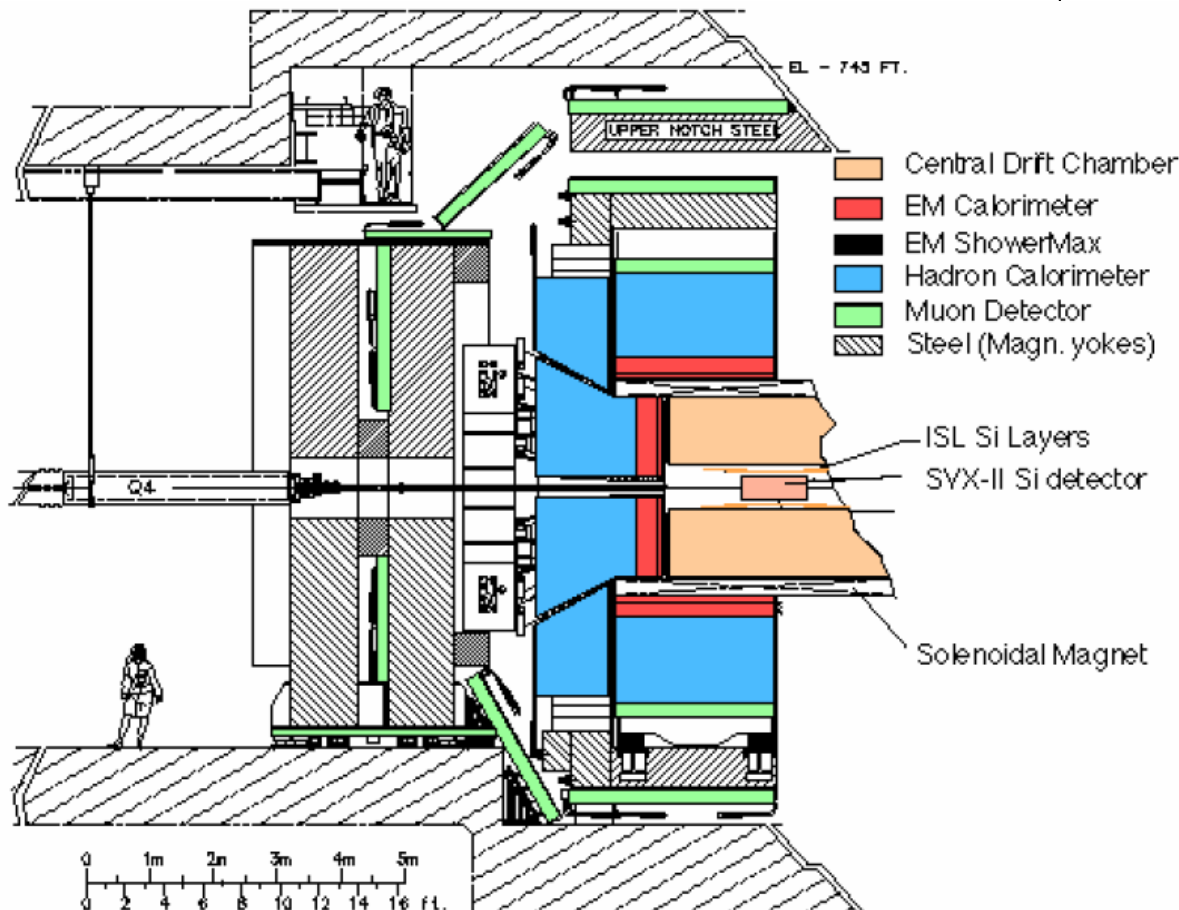 EL - 745 FT.
UPPER NOTCH STEEL
Central Drift Chamber
EM Calorimeter
EM ShowerMax
Hadron Calorimeter
Muon Detector
Steel (Magn. yokes)
ISL Si Layers
SVX-II Si detector
Q4
Solenoidal Magnet
0 1m 2m 3m 4m 5m
0 2 4 6 8 10 12 14 16 ft.